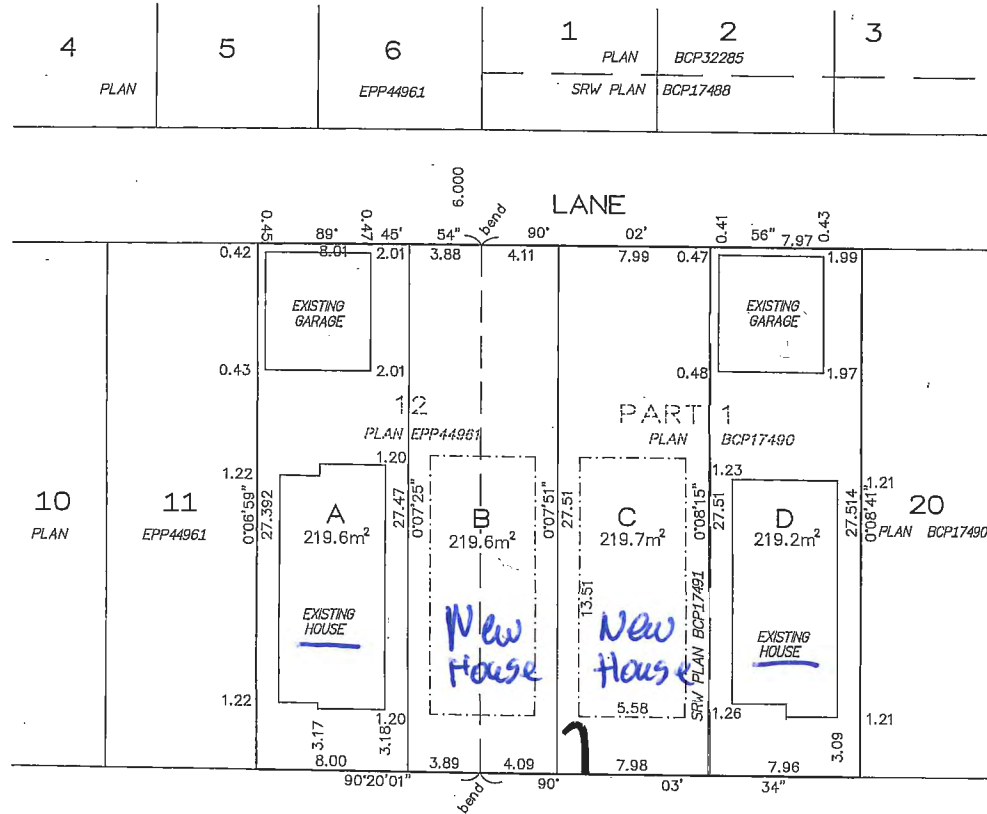 4
5
6
1
2
3
PLAN BCP32285
PLAN
EPP44961
SRW PLAN BCP17488
6.000
bend
LANE
0.45
89'
0.47
45'
54"
90'
02'
0.41
56"
7.97
0.43
0.42
8.01
2.01
3.88
4.11
7.99
0.47
1.99
EXISTING
GARAGE
EXISTING
GARAGE
0.43
2.01
0.48
1.97
12
PART 1
PLAN EPP44961
PLAN BCP17490
1.22
1.20
1.23
1.21
10
11
A
B
C
D
20
PLAN
EPP44961
219.6m²
219.6m²
219.7m²
219.2m²
PLAN BCP17490
0°06'59"
27.392
27.47
0°07'25"
0°07'51"
27.51
0°08'15"
27.51
27.514
0°08'41"
13.51
SRW PLAN BCP17491
EXISTING
HOUSE
New
House
New
House
EXISTING
HOUSE
1.22
1.20
5.58
1.26
1.21
3.17
3.18
3.09
8.00
3.89
4.09
7.98
7.96
90°20'01"
bend
90°
03'
34"